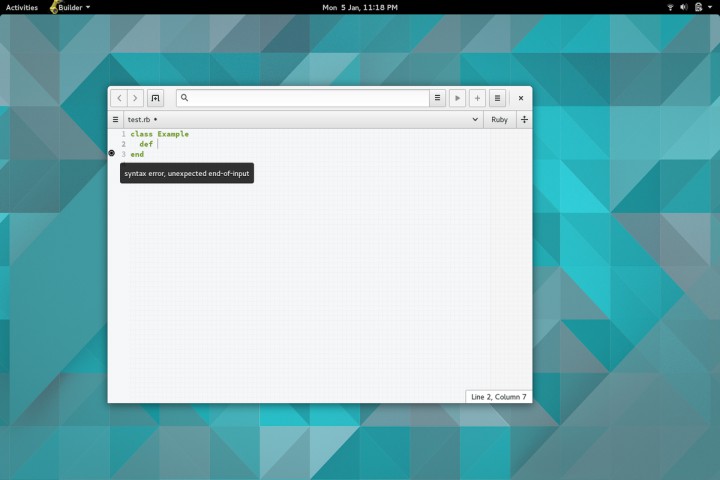 Activities Builder Mon 5 Jan, 11:18 PM
test.rb Ruby
1 class Example
2 def
3 end
syntax error, unexpected end-of-input
Line 2, Column 7